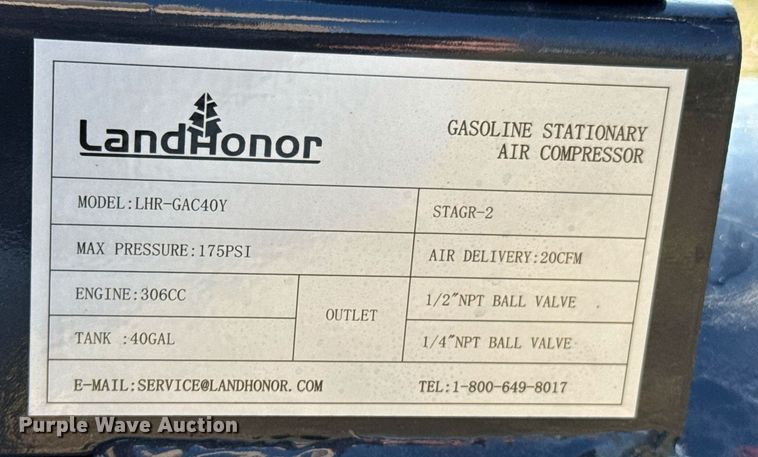 LandHonor
GASOLINE STATIONARY
AIR COMPRESSOR
MODEL:LHR-GAC40Y
STAGR-2
MAX PRESSURE:175PSI
AIR DELIVERY:20CFM
ENGINE:306CC
OUTLET
1/2"NPT BALL VALVE
TANK :40GAL
1/4"NPT BALL VALVE
E-MAIL:SERVICE@LANDHONOR.COM
TEL:1-800-649-8017
Purple Wave Auction